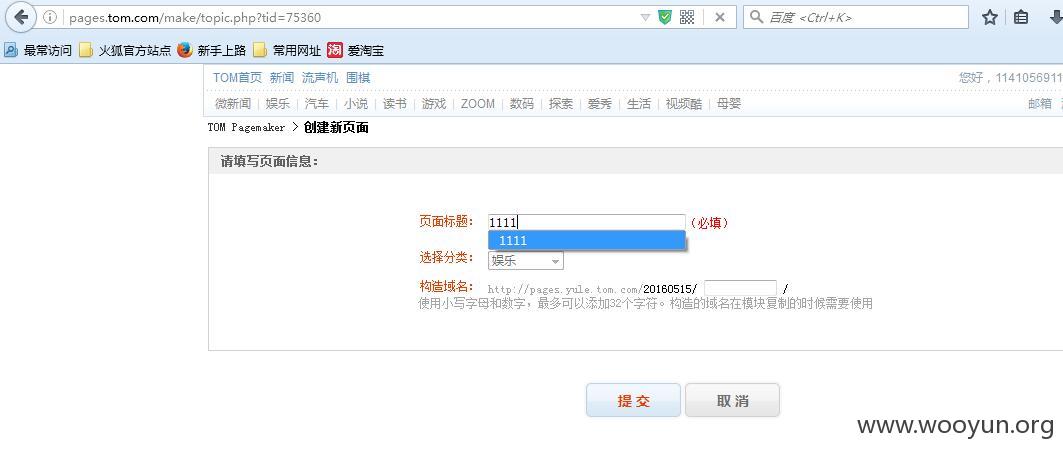 pages.tom.com/make/topic.php?tid=75360
百度 <Ctrl+K>
最常访问 火狐官方站点 新手上路 常用网址 淘 爱淘宝
TOM首页 新闻 流声机 围棋 您好，1141056911
微新闻 | 娱乐 | 汽车 | 小说 | 读书 | 游戏 | ZOOM | 数码 | 探索 | 爱秀 | 生活 | 视频酷 | 母婴 邮箱
TOM Pagemaker > 创建新页面
请填写页面信息：
页面标题： 1111 （必填）
1111
选择分类： 娱乐
构造域名： http://pages.yule.tom.com/20160515/ /
使用小写字母和数字，最多可以添加32个字符。构造的域名在模块复制的时候需要使用
提交 取消
www.wooyun.org